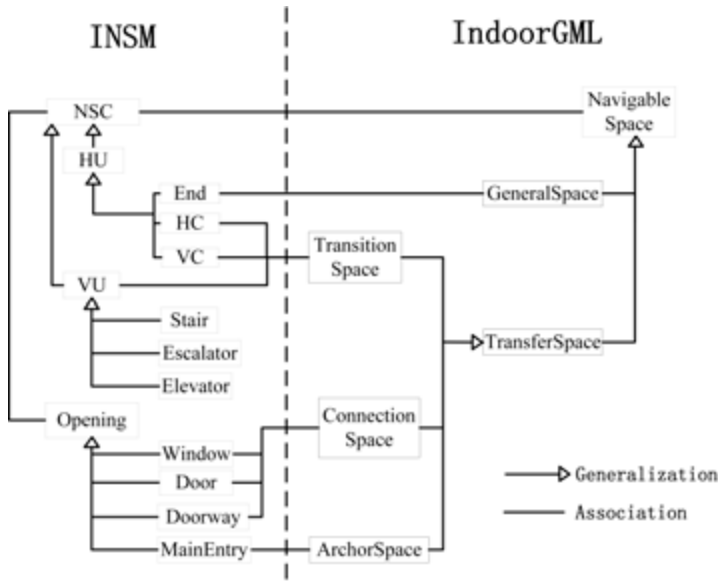 INSM
IndoorGML
NSC
Navigable
Space
HU
End
GeneralSpace
HC
VC
Transition
Space
VU
Stair
Escalator
Elevator
TransferSpace
Opening
Connection
Space
Window
Door
Doorway
MainEntry
ArchorSpace
Generalization
Association